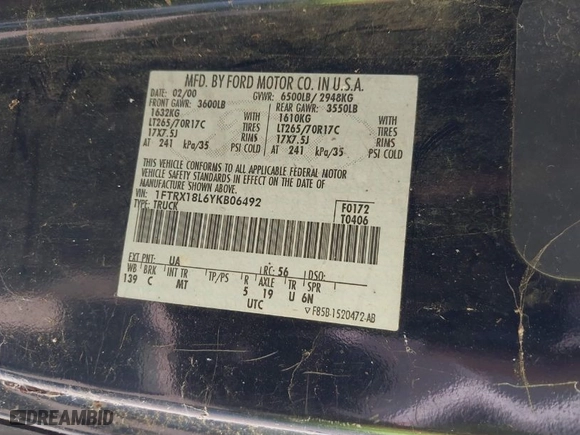 MFD. BY FORD MOTOR CO. IN U.S.A.
DATE: 02/00 GVWR: 6500LB/ 2948KG
FRONT GAWR: 3600LB REAR GAWR: 3550LB
1632KG WITH 1610KG WITH
LT265/70R17C TIRES LT265/70R17C TIRES
17X7.5J RIMS 17X7.5J RIMS
AT 241 kPa/35 PSI COLD AT 241 kPa/35 PSI COLD
THIS VEHICLE CONFORMS TO ALL APPLICABLE FEDERAL MOTOR
VEHICLE SAFETY STANDARDS IN EFFECT ON THE DATE OF
MANUFACTURE SHOWN ABOVE.
VIN: 1FTRX18L6YKB06492 F0172
TYPE: TRUCK T0406
EXT PNT: UA RC: 56 DSO:
WB BRK INT TR TP/PS R AXLE TR SPR
139 C MT 5 19 U 6N
UTC ▽ F85B-1520472-AB
DREAMBID